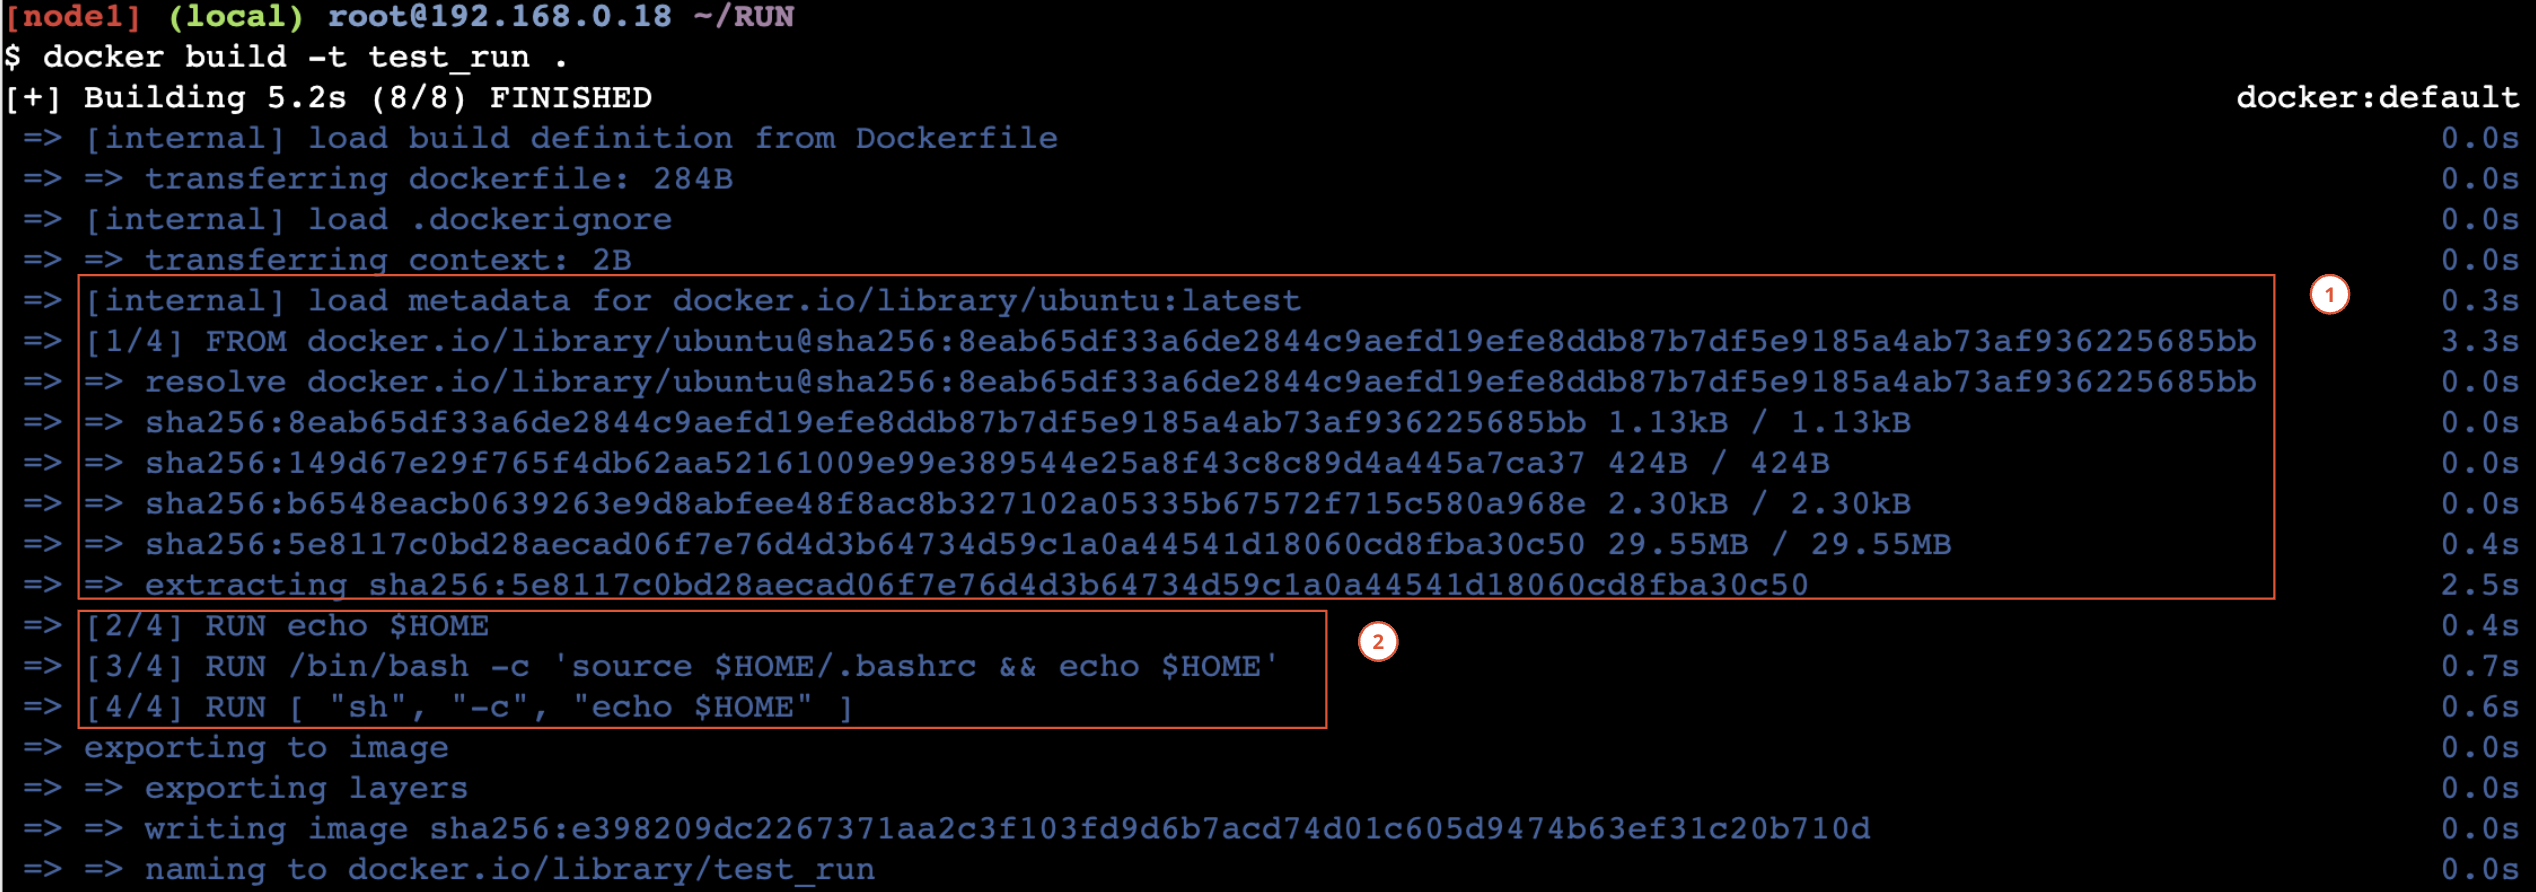 [node1] (local) root@192.168.0.18 ~/RUN
$ docker build -t test_run .
[+] Building 5.2s (8/8) FINISHED docker:default
=> [internal] load build definition from Dockerfile 0.0s
=> => transferring dockerfile: 284B 0.0s
=> [internal] load .dockerignore 0.0s
=> => transferring context: 2B 0.0s
=> [internal] load metadata for docker.io/library/ubuntu:latest 0.3s
1
=> [1/4] FROM docker.io/library/ubuntu@sha256:8eab65df33a6de2844c9aefd19efe8ddb87b7df5e9185a4ab73af936225685bb 3.3s
=> => resolve docker.io/library/ubuntu@sha256:8eab65df33a6de2844c9aefd19efe8ddb87b7df5e9185a4ab73af936225685bb 0.0s
=> => sha256:8eab65df33a6de2844c9aefd19efe8ddb87b7df5e9185a4ab73af936225685bb 1.13kB / 1.13kB 0.0s
=> => sha256:149d67e29f765f4db62aa52161009e99e389544e25a8f43c8c89d4a445a7ca37 424B / 424B 0.0s
=> => sha256:b6548eacb0639263e9d8abfee48f8ac8b327102a05335b67572f715c580a968e 2.30kB / 2.30kB 0.0s
=> => sha256:5e8117c0bd28aecad06f7e76d4d3b64734d59c1a0a44541d18060cd8fba30c50 29.55MB / 29.55MB 0.4s
=> => extracting sha256:5e8117c0bd28aecad06f7e76d4d3b64734d59c1a0a44541d18060cd8fba30c50 2.5s
=> [2/4] RUN echo $HOME 0.4s
2
=> [3/4] RUN /bin/bash -c 'source $HOME/.bashrc && echo $HOME' 0.7s
=> [4/4] RUN [ "sh", "-c", "echo $HOME" ] 0.6s
=> exporting to image 0.0s
=> => exporting layers 0.0s
=> => writing image sha256:e398209dc2267371aa2c3f103fd9d6b7acd74d01c605d9474b63ef31c20b710d 0.0s
=> => naming to docker.io/library/test_run 0.0s